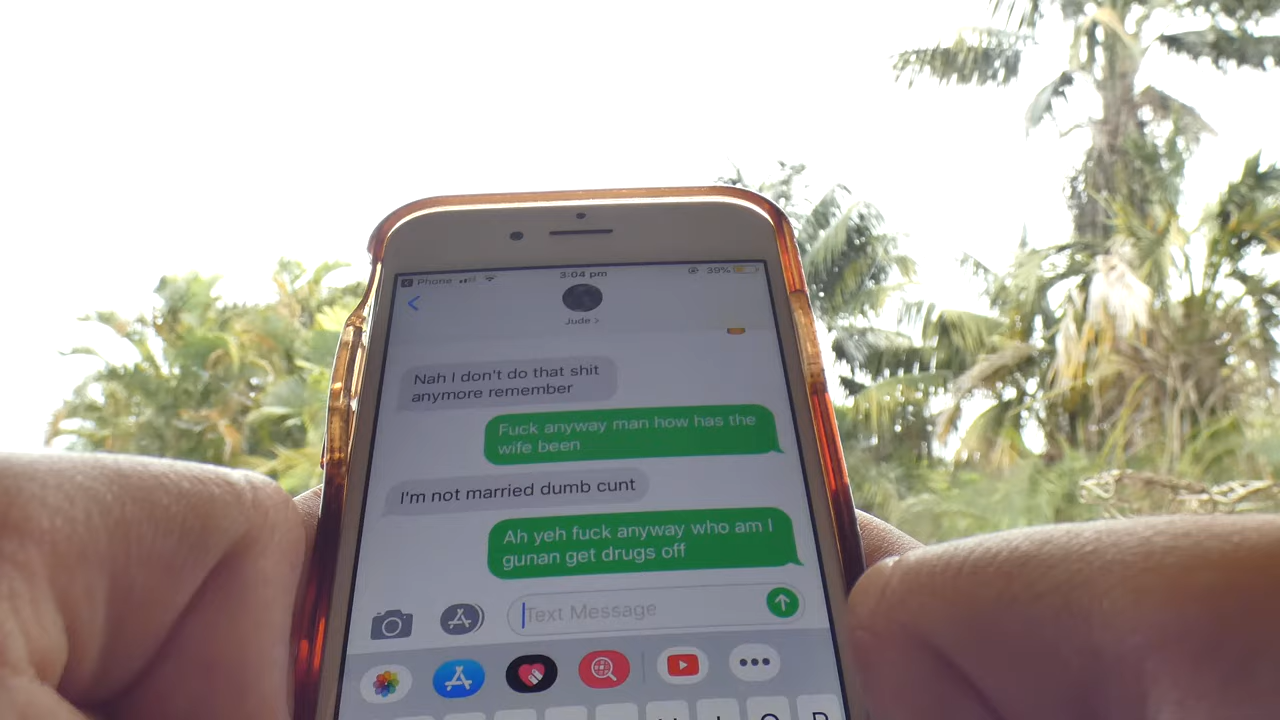 Phone
3:04 pm
39%
Jude >
Nah I don't do that shit
anymore remember
Fuck anyway man how has the
wife been
I'm not married dumb cunt
Ah yeh fuck anyway who am I
gunan get drugs off
Text Message